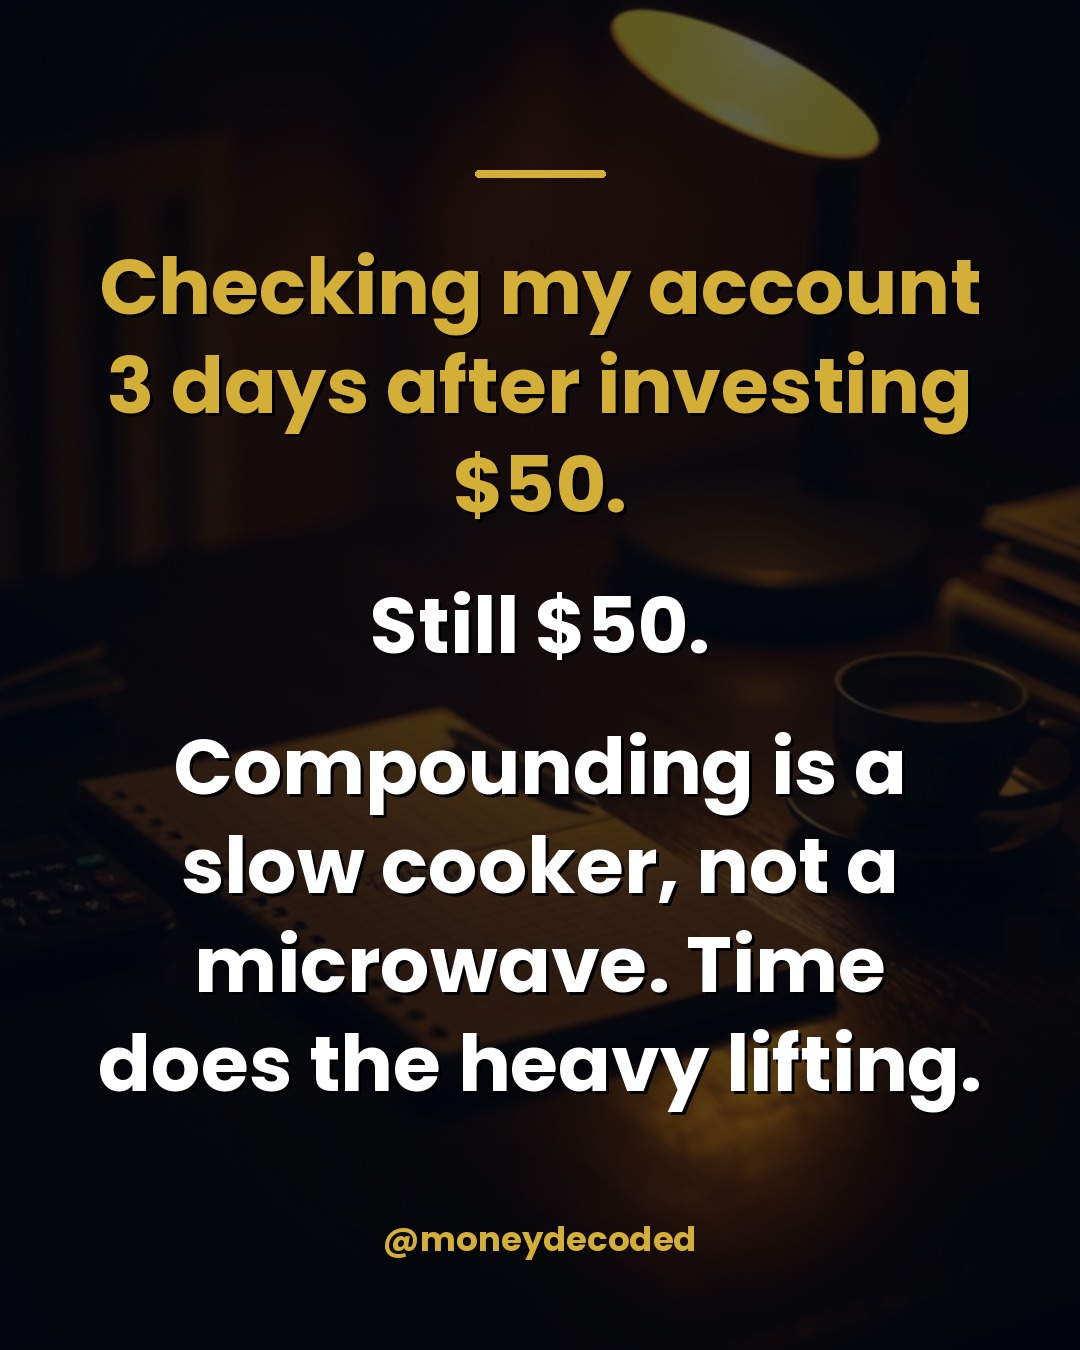 Checking my account
3 days after investing
$50.
Still $50.
Compounding is a
slow cooker, not a
microwave. Time
does the heavy lifting.
@moneydecoded